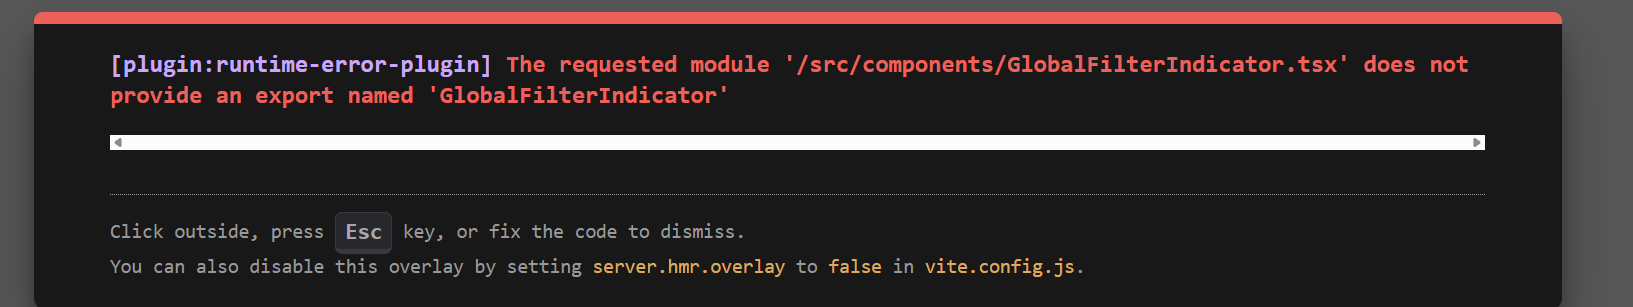 [plugin:runtime-error-plugin] The requested module '/src/components/GlobalFilterIndicator.tsx' does not
provide an export named 'GlobalFilterIndicator'
Click outside, press Esc key, or fix the code to dismiss.
You can also disable this overlay by setting server.hmr.overlay to false in vite.config.js.